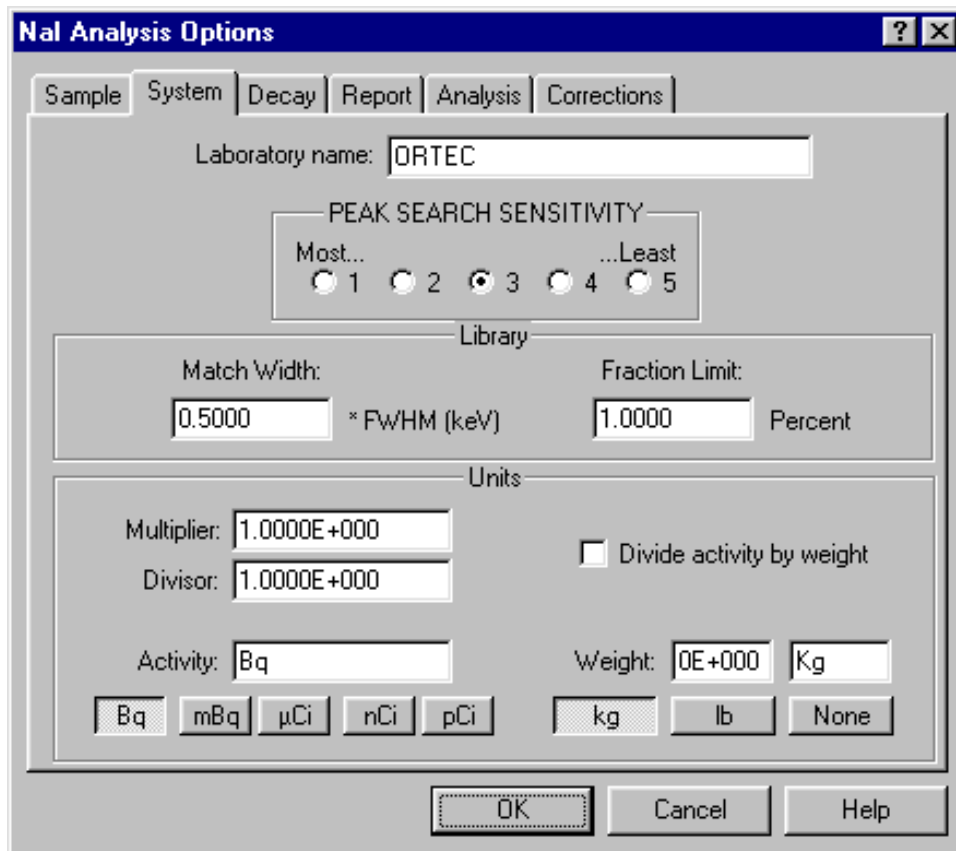 NaI Analysis Options ? X
Sample System Decay Report Analysis Corrections
Laboratory name: ORTEC
PEAK SEARCH SENSITIVITY
Most... ...Least
1 2 3 4 5
Library
Match Width: Fraction Limit:
0.5000 * FWHM (keV) 1.0000 Percent
Units
Multiplier: 1.0000E+000
Divide activity by weight
Divisor: 1.0000E+000
Activity: Bq Weight: 0E+000 Kg
Bq mBq µCi nCi pCi kg lb None
OK Cancel Help